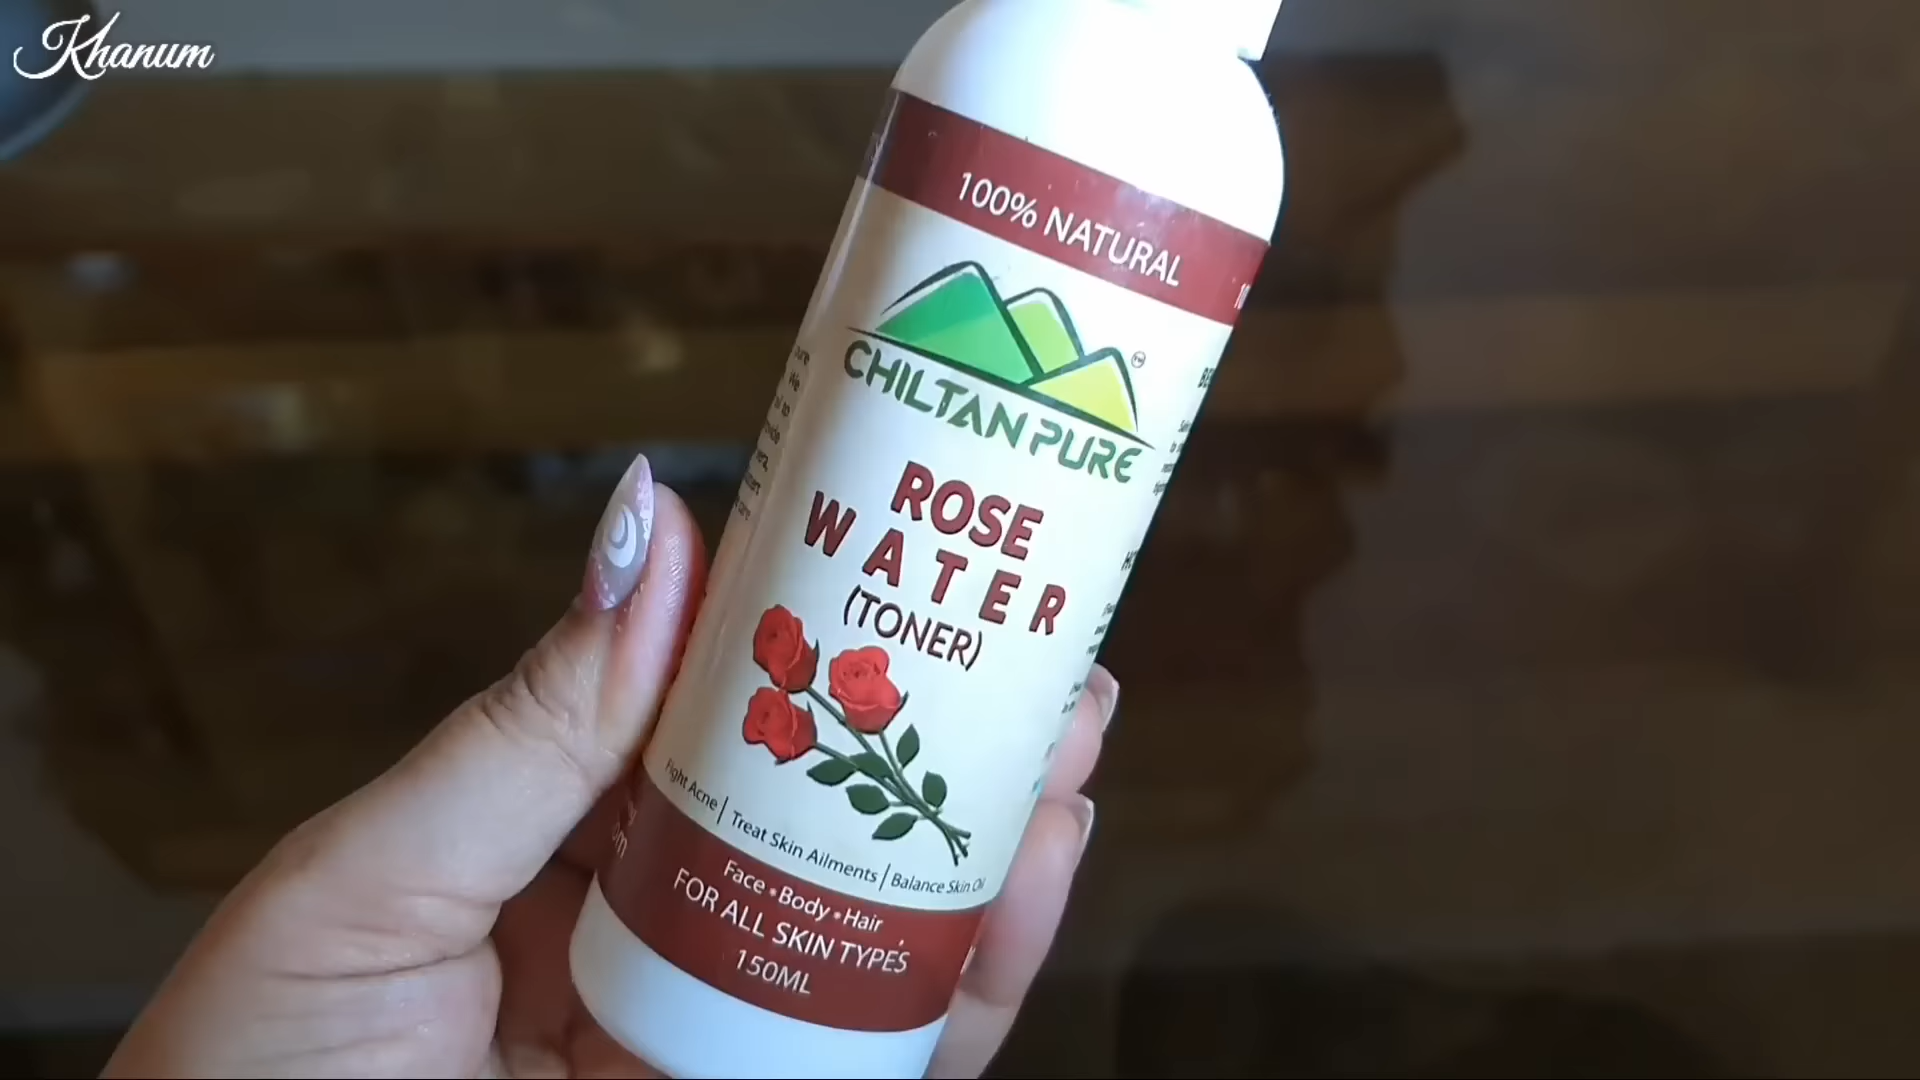 Khanum
100% NATURAL
CHILTAN PURE
TM
ROSE
WATER
(TONER)
Fight Acne | Treat Skin Ailments | Balance Skin Oil
Face • Body • Hair
FOR ALL SKIN TYPES
150ML